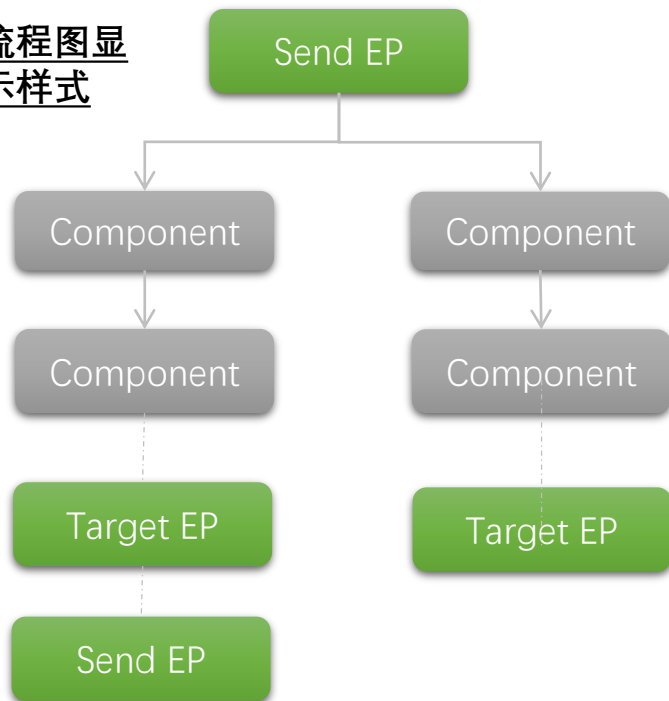 流程图显
示样式
Send EP
Component
Component
Component
Component
Target EP
Target EP
Send EP